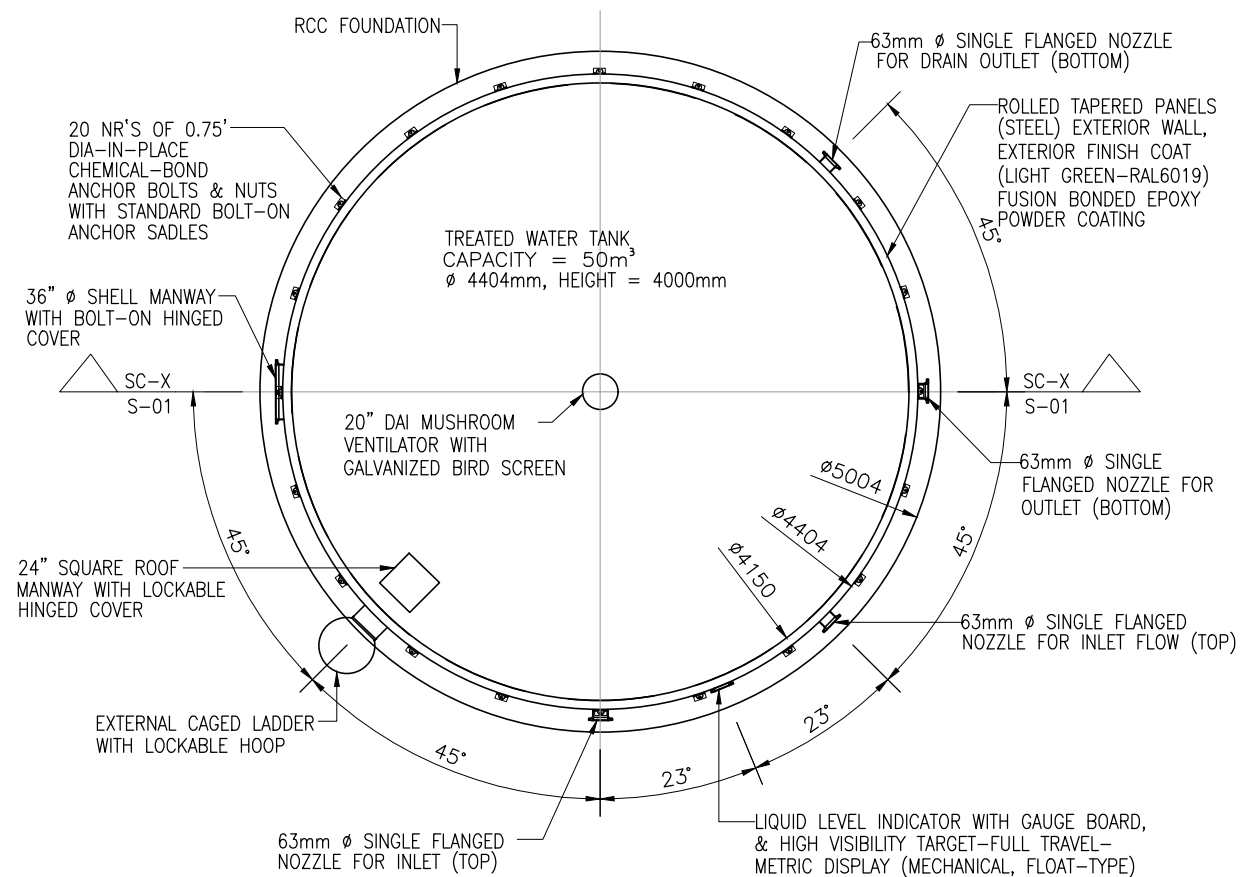 RCC FOUNDATION
63mm ø SINGLE FLANGED NOZZLE
FOR DRAIN OUTLET (BOTTOM)
20 NR'S OF 0.75'
DIA-IN-PLACE
CHEMICAL-BOND
ANCHOR BOLTS & NUTS
WITH STANDARD BOLT-ON
ANCHOR SADLES
ROLLED TAPERED PANELS
(STEEL) EXTERIOR WALL,
EXTERIOR FINISH COAT
(LIGHT GREEN-RAL6019)
FUSION BONDED EPOXY
POWDER COATING
45°
TREATED WATER TANK
CAPACITY = 50m³
ø 4404mm, HEIGHT = 4000mm
36" ø SHELL MANWAY
WITH BOLT-ON HINGED
COVER
SC-X
S-01
SC-X
S-01
20" DAI MUSHROOM
VENTILATOR WITH
GALVANIZED BIRD SCREEN
63mm ø SINGLE
FLANGED NOZZLE FOR
OUTLET (BOTTOM)
ø5004
ø4404
ø4150
45°
45°
24" SQUARE ROOF
MANWAY WITH LOCKABLE
HINGED COVER
63mm ø SINGLE FLANGED
NOZZLE FOR INLET FLOW (TOP)
EXTERNAL CAGED LADDER
WITH LOCKABLE HOOP
45°
23°
23°
63mm ø SINGLE FLANGED
NOZZLE FOR INLET (TOP)
LIQUID LEVEL INDICATOR WITH GAUGE BOARD,
& HIGH VISIBILITY TARGET-FULL TRAVEL-
METRIC DISPLAY (MECHANICAL, FLOAT-TYPE)